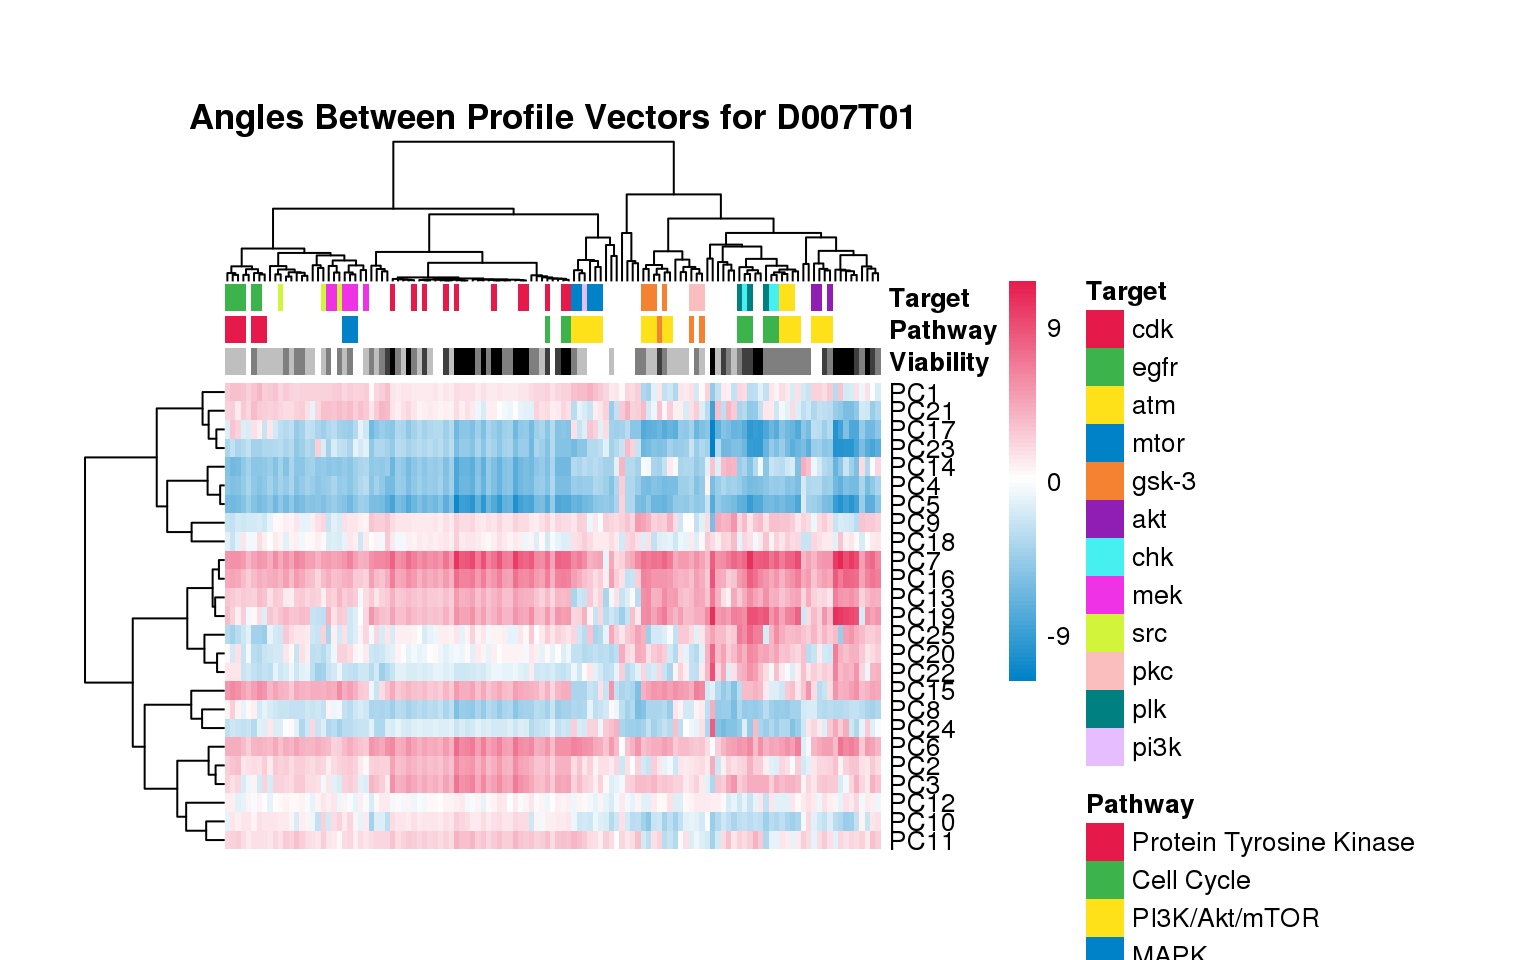 Angles Between Profile Vectors for D007T01
Target
Pathway
Viability
PC1
PC21
PC17
PC23
PC14
PC4
PC5
PC9
PC18
PC7
PC16
PC13
PC19
PC25
PC20
PC22
PC15
PC8
PC24
PC6
PC2
PC3
PC12
PC10
PC11
9
0
-9
Target
cdk
egfr
atm
mtor
gsk-3
akt
chk
mek
src
pkc
plk
pi3k
Pathway
Protein Tyrosine Kinase
Cell Cycle
PI3K/Akt/mTOR
MAPK